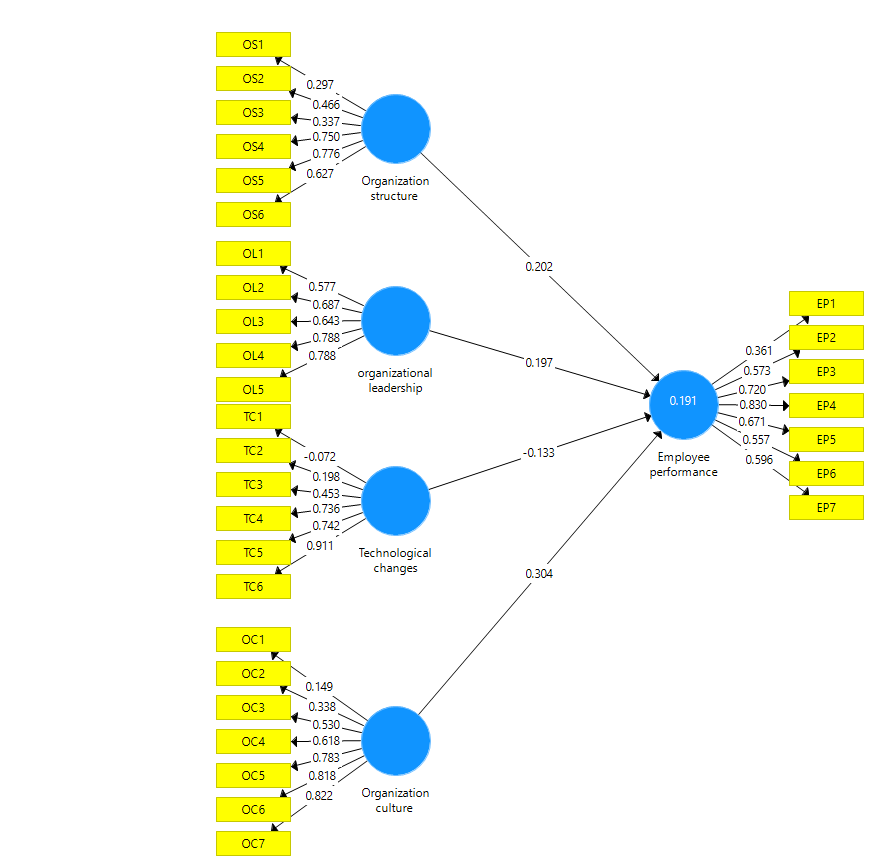 OS1
OS2
OS3
OS4
OS5
OS6
0.297
0.466
0.337
0.750
0.776
0.627
Organization
structure
OL1
OL2
OL3
OL4
OL5
0.577
0.687
0.643
0.788
0.788
organizational
leadership
TC1
TC2
TC3
TC4
TC5
TC6
-0.072
0.198
0.453
0.736
0.742
0.911
Technological
changes
OC1
OC2
OC3
OC4
OC5
OC6
OC7
0.149
0.338
0.530
0.618
0.783
0.818
0.822
Organization
culture
0.202
0.197
-0.133
0.304
0.191
Employee
performance
0.361
0.573
0.720
0.830
0.671
0.557
0.596
EP1
EP2
EP3
EP4
EP5
EP6
EP7